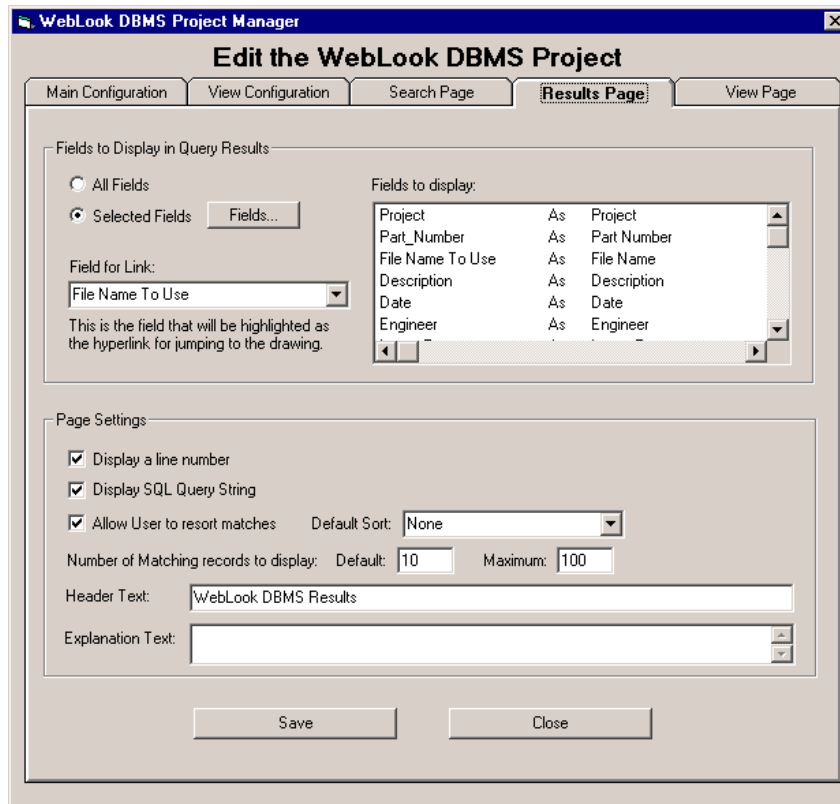 WebLook DBMS Project Manager
Edit the WebLook DBMS Project
Main Configuration View Configuration Search Page Results Page View Page
Fields to Display in Query Results
All Fields
Selected Fields Fields...
Fields to display:
Project As Project
Part_Number As Part Number
File Name To Use As File Name
Description As Description
Date As Date
Engineer As Engineer
Field for Link:
File Name To Use
This is the field that will be highlighted as
the hyperlink for jumping to the drawing.
Page Settings
Display a line number
Display SQL Query String
Allow User to resort matches Default Sort: None
Number of Matching records to display: Default: 10 Maximum: 100
Header Text: WebLook DBMS Results
Explanation Text:
Save Close